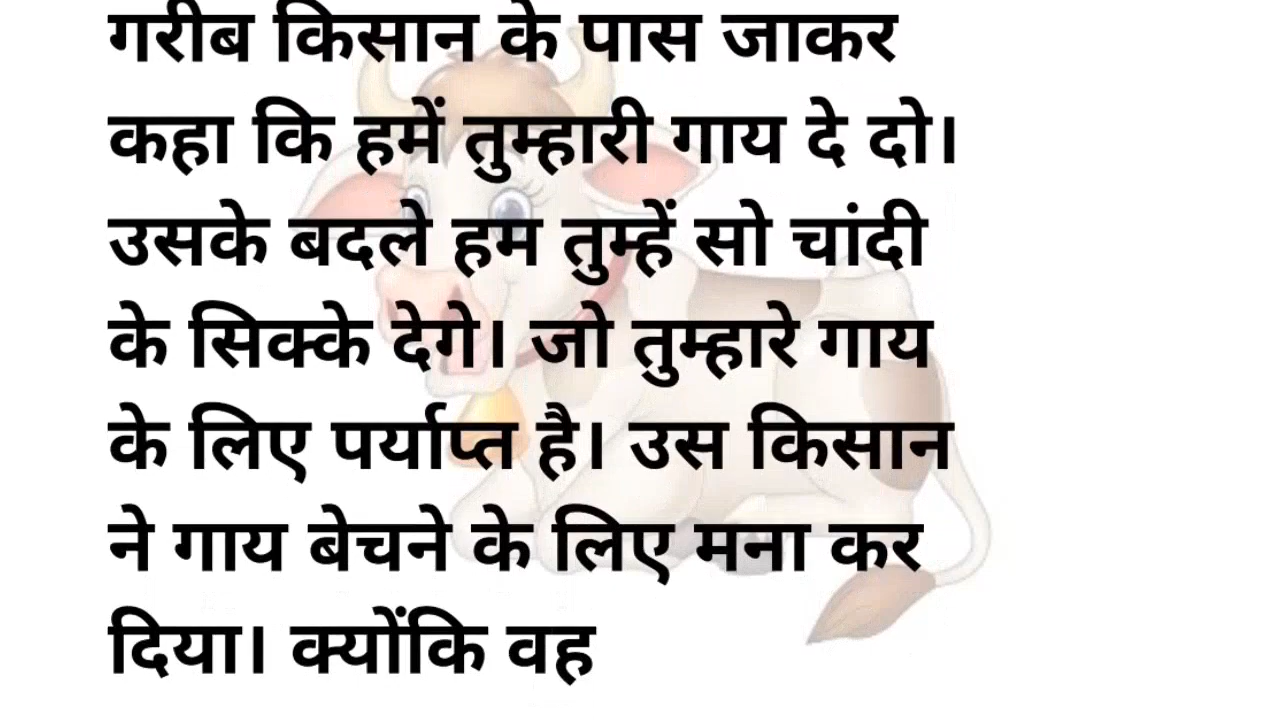 गरीब किसान के पास जाकर
कहा कि हमें तुम्हारी गाय दे दो।
उसके बदले हम तुम्हें सो चांदी
के सिक्के देगे। जो तुम्हारे गाय
के लिए पर्याप्त है। उस किसान
ने गाय बेचने के लिए मना कर
दिया। क्योंकि वह